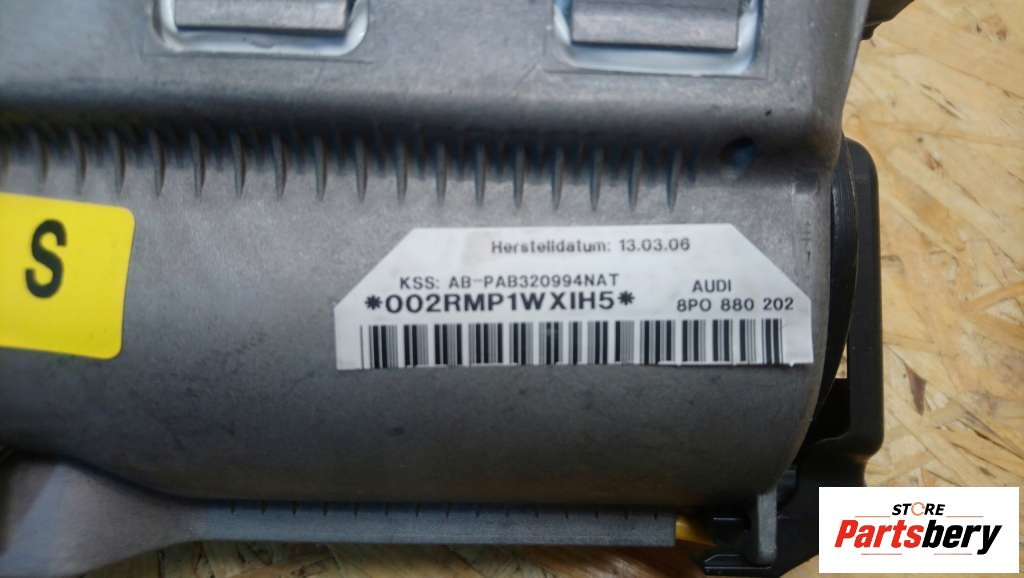 S
Herstelldatum: 13.03.06
KSS: AB-PAB320994NAT
AUDI
*002RMP1WXIH5*
8P0 880 202
STORE
Partsbery